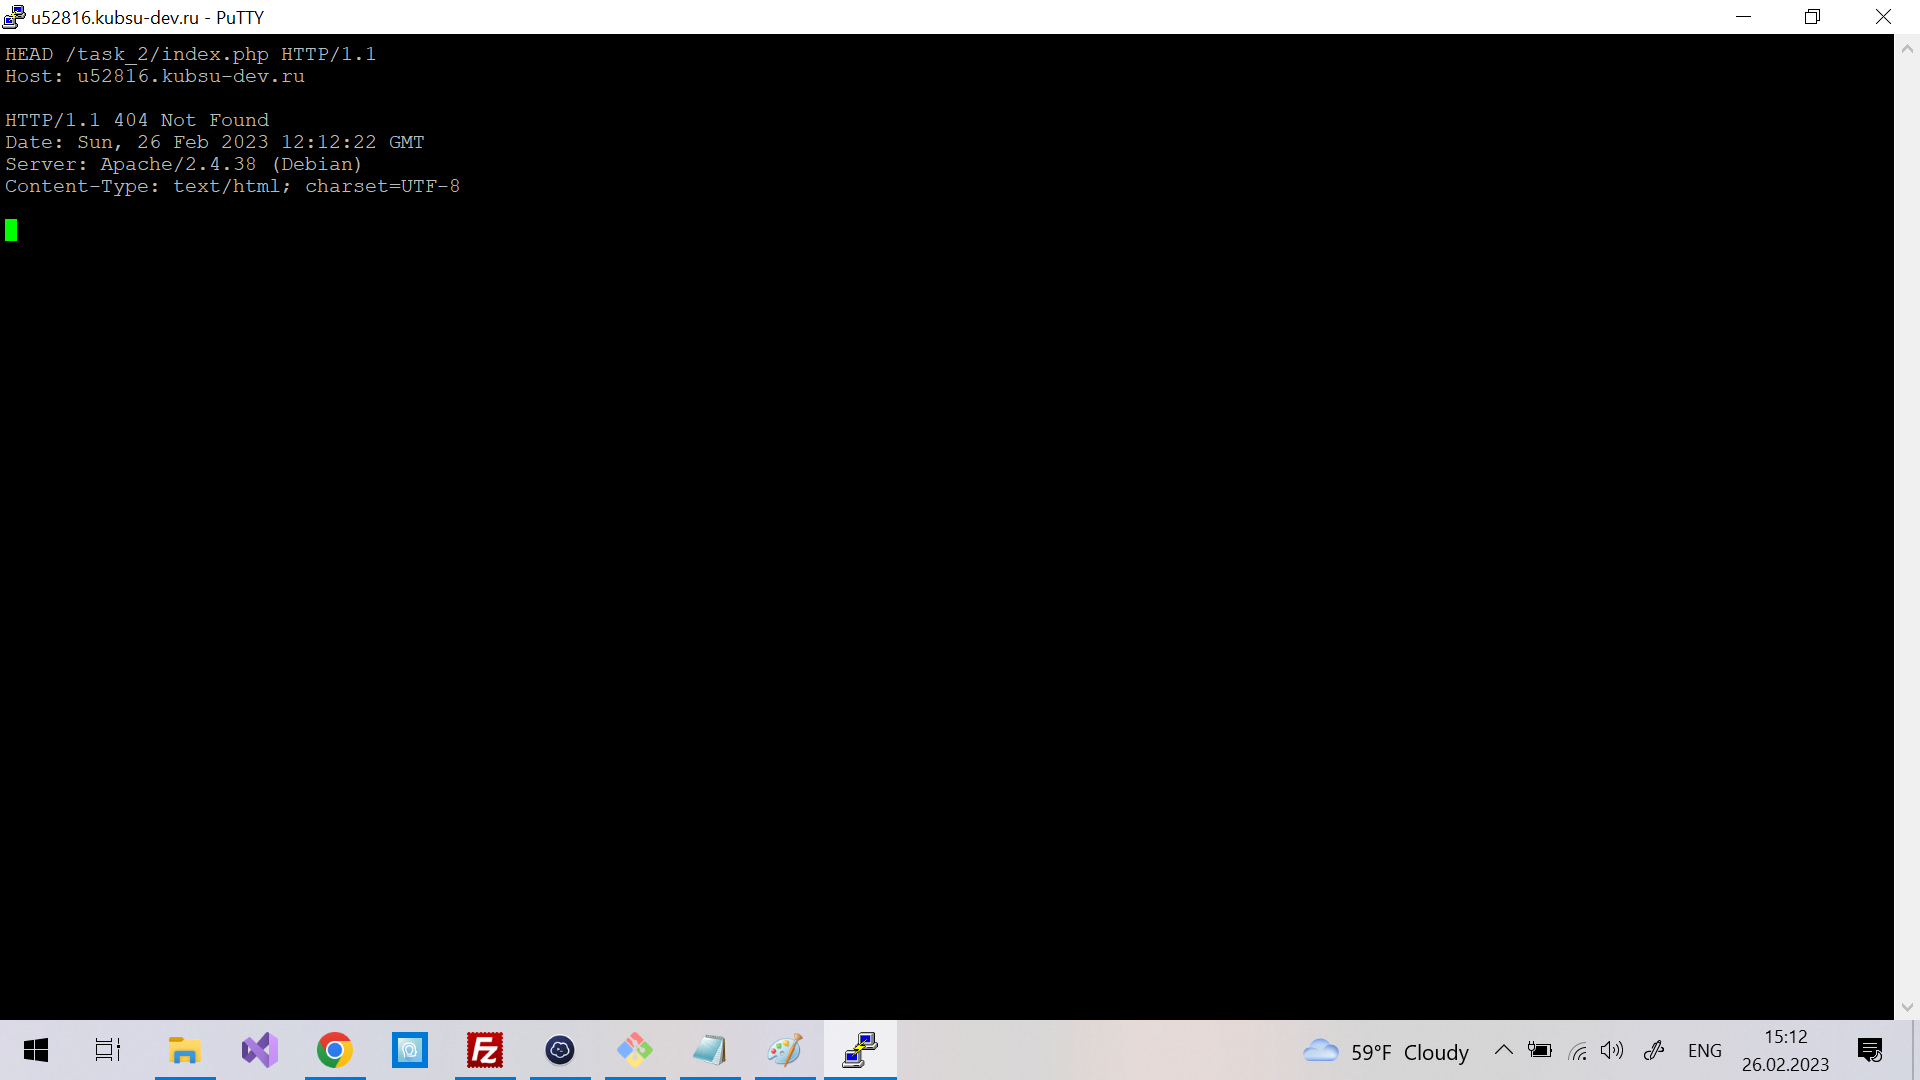 u52816.kubsu-dev.ru - PuTTY
HEAD /task_2/index.php HTTP/1.1
Host: u52816.kubsu-dev.ru
HTTP/1.1 404 Not Found
Date: Sun, 26 Feb 2023 12:12:22 GMT
Server: Apache/2.4.38 (Debian)
Content-Type: text/html; charset=UTF-8
Fz
59°F Cloudy
ENG
15:12
26.02.2023